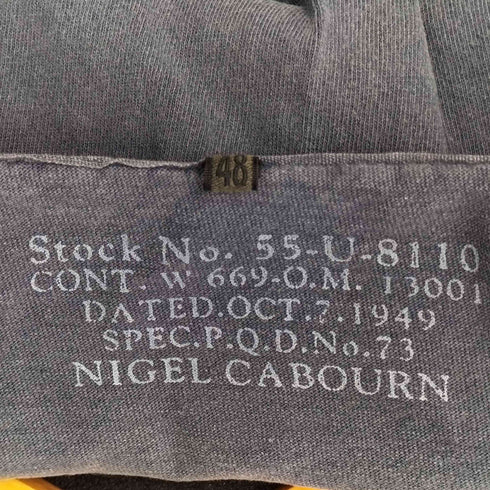 48
Stock No. 55-U-8110
CONT. W 669-O.M. 13001
DATED.OCT.7.1949
SPEC.P.Q.D.No.73
NIGEL CABOURN